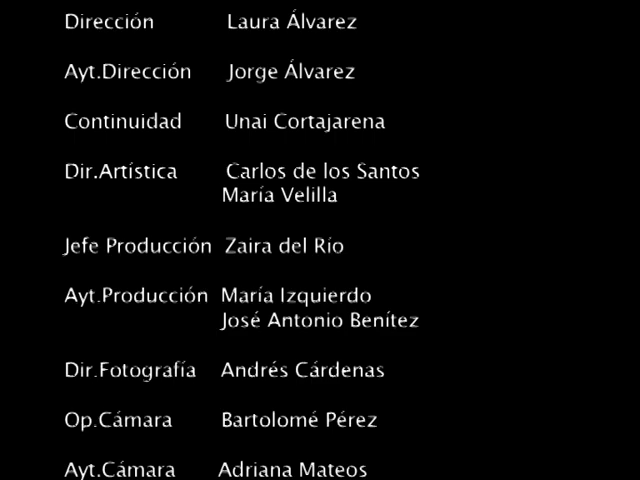 Dirección Laura Álvarez
Ayt.Dirección Jorge Álvarez
Continuidad Unai Cortajarena
Dir.Artística Carlos de los Santos
María Velilla
Jefe Producción Zaira del Río
Ayt.Producción María Izquierdo
José Antonio Benítez
Dir.Fotografía Andrés Cárdenas
Op.Cámara Bartolomé Pérez
Ayt.Cámara Adriana Mateos